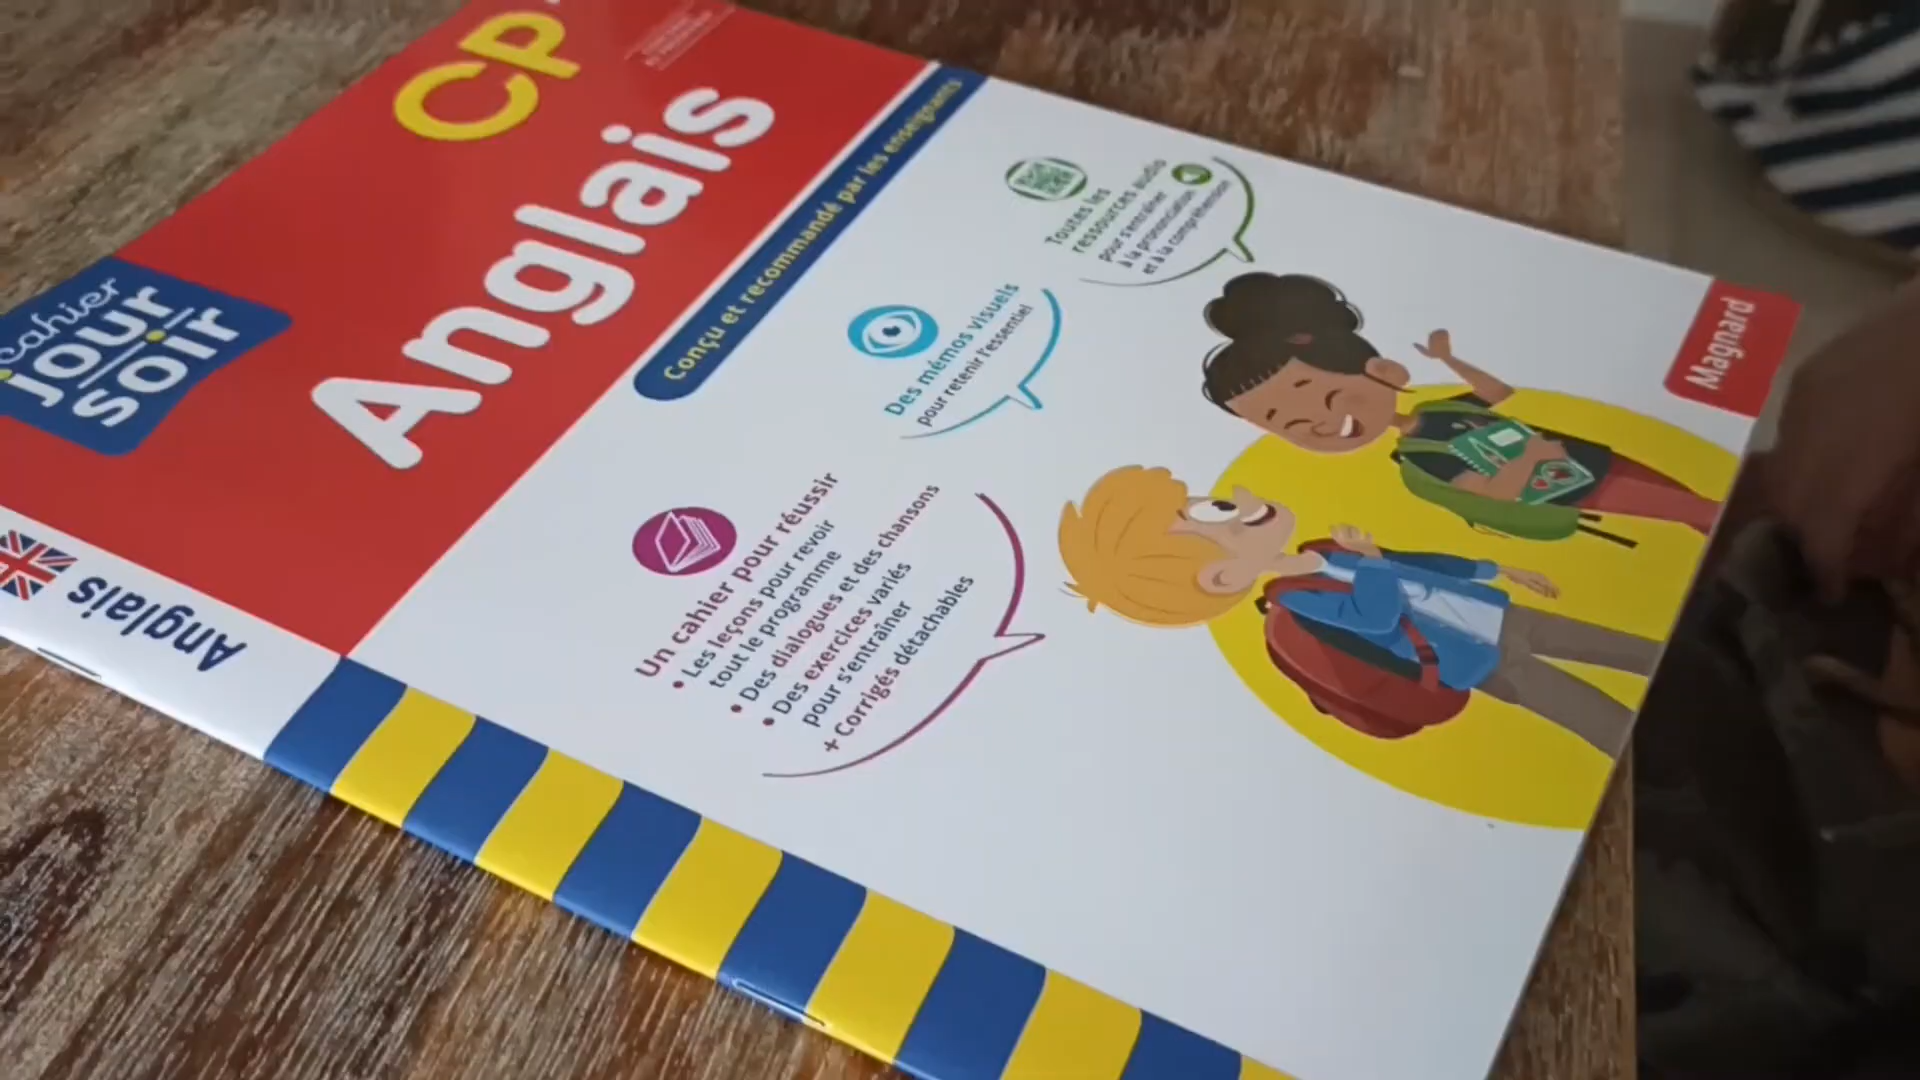 CP
Anglais
cahier
jour
soir
Conçu et recommandé par les enseignants
Toutes les
ressources audio
pour s'entraîner
à la prononciation
et à la compréhension
Des mémos visuels
pour retenir l'essentiel
Un cahier pour réussir
• Les leçons pour revoir
tout le programme
• Des dialogues et des chansons
• Des exercices variés
pour s'entraîner
+ Corrigés détachables
Magnard
Anglais